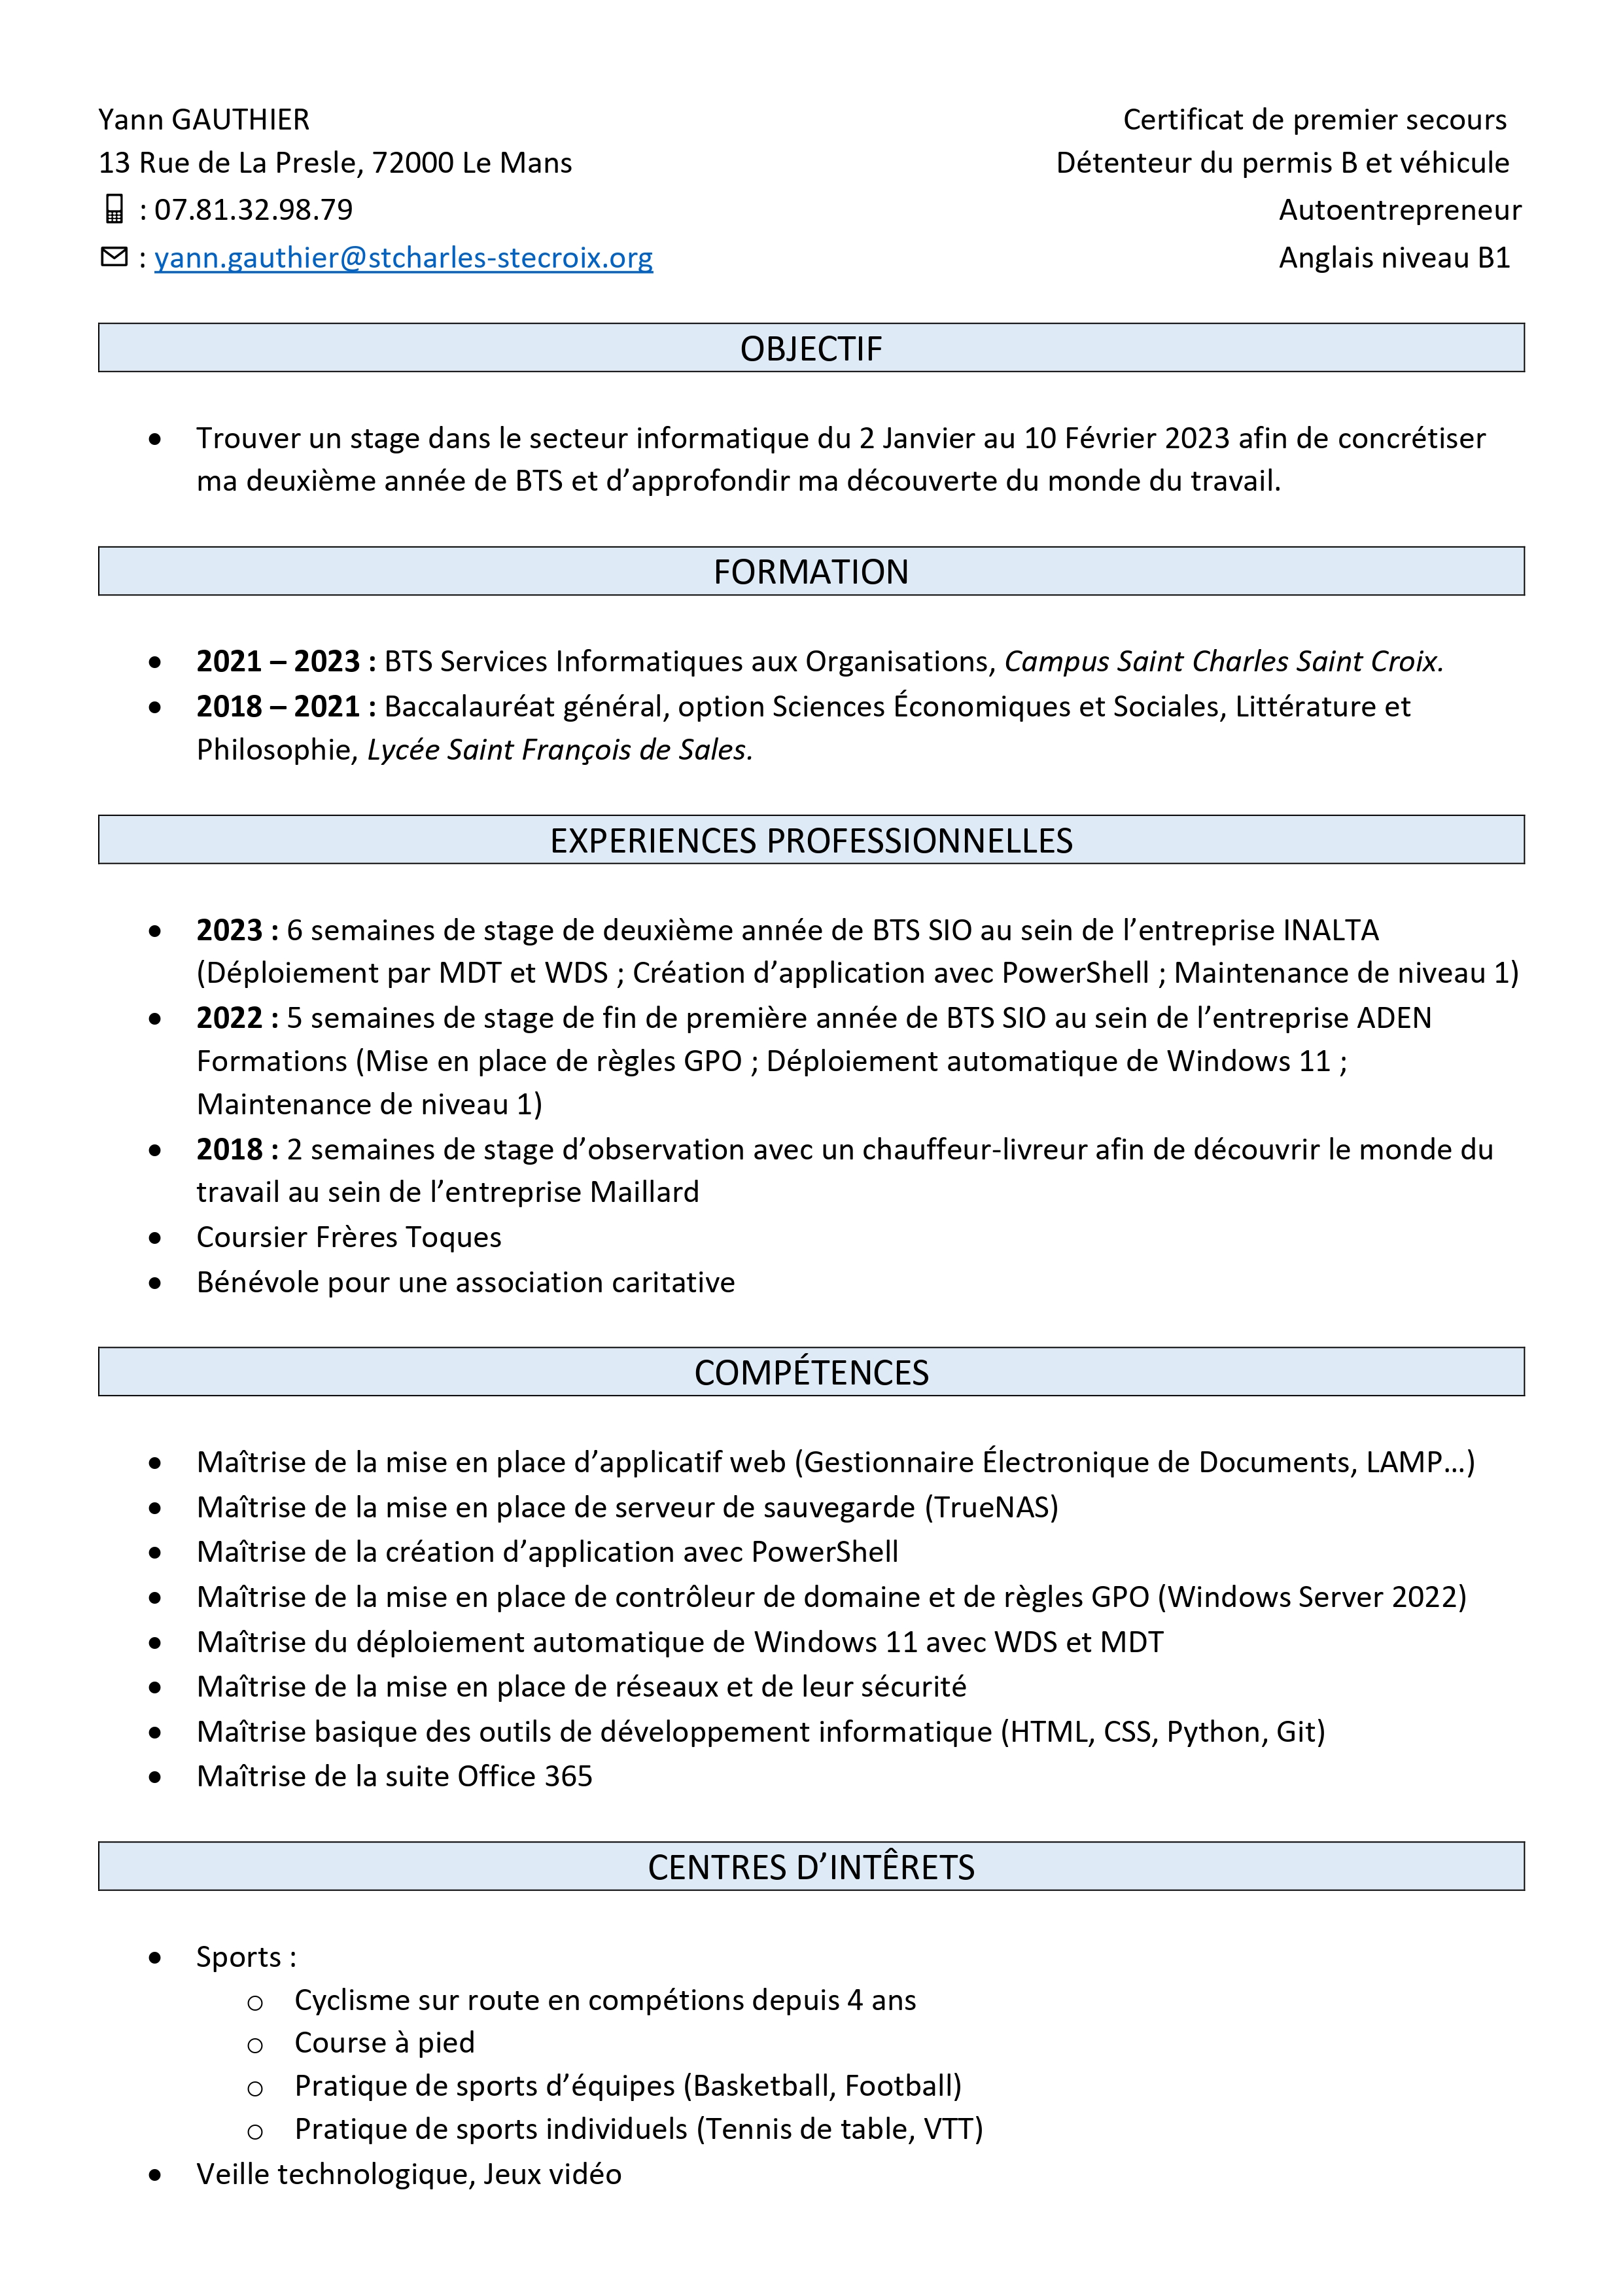 Yann GAUTHIER Certificat de premier secours
13 Rue de La Presle, 72000 Le Mans Détenteur du permis B et véhicule
: 07.81.32.98.79 Autoentrepreneur
: yann.gauthier@stcharles-stecroix.org Anglais niveau B1
OBJECTIF
• Trouver un stage dans le secteur informatique du 2 Janvier au 10 Février 2023 afin de concrétiser
ma deuxième année de BTS et d’approfondir ma découverte du monde du travail.
FORMATION
• 2021 – 2023 : BTS Services Informatiques aux Organisations, Campus Saint Charles Saint Croix.
• 2018 – 2021 : Baccalauréat général, option Sciences Économiques et Sociales, Littérature et
Philosophie, Lycée Saint François de Sales.
EXPERIENCES PROFESSIONNELLES
• 2023 : 6 semaines de stage de deuxième année de BTS SIO au sein de l’entreprise INALTA
(Déploiement par MDT et WDS ; Création d’application avec PowerShell ; Maintenance de niveau 1)
• 2022 : 5 semaines de stage de fin de première année de BTS SIO au sein de l’entreprise ADEN
Formations (Mise en place de règles GPO ; Déploiement automatique de Windows 11 ;
Maintenance de niveau 1)
• 2018 : 2 semaines de stage d’observation avec un chauffeur-livreur afin de découvrir le monde du
travail au sein de l’entreprise Maillard
• Coursier Frères Toques
• Bénévole pour une association caritative
COMPÉTENCES
• Maîtrise de la mise en place d’applicatif web (Gestionnaire Électronique de Documents, LAMP…)
• Maîtrise de la mise en place de serveur de sauvegarde (TrueNAS)
• Maîtrise de la création d’application avec PowerShell
• Maîtrise de la mise en place de contrôleur de domaine et de règles GPO (Windows Server 2022)
• Maîtrise du déploiement automatique de Windows 11 avec WDS et MDT
• Maîtrise de la mise en place de réseaux et de leur sécurité
• Maîtrise basique des outils de développement informatique (HTML, CSS, Python, Git)
• Maîtrise de la suite Office 365
CENTRES D’INTÊRETS
• Sports :
o Cyclisme sur route en compétions depuis 4 ans
o Course à pied
o Pratique de sports d’équipes (Basketball, Football)
o Pratique de sports individuels (Tennis de table, VTT)
• Veille technologique, Jeux vidéo